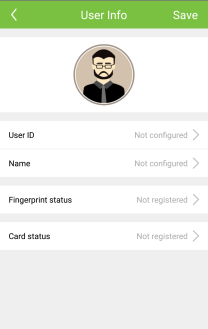 User Info Save
User ID Not configured
Name Not configured
Fingerprint status Not registered
Card status Not registered